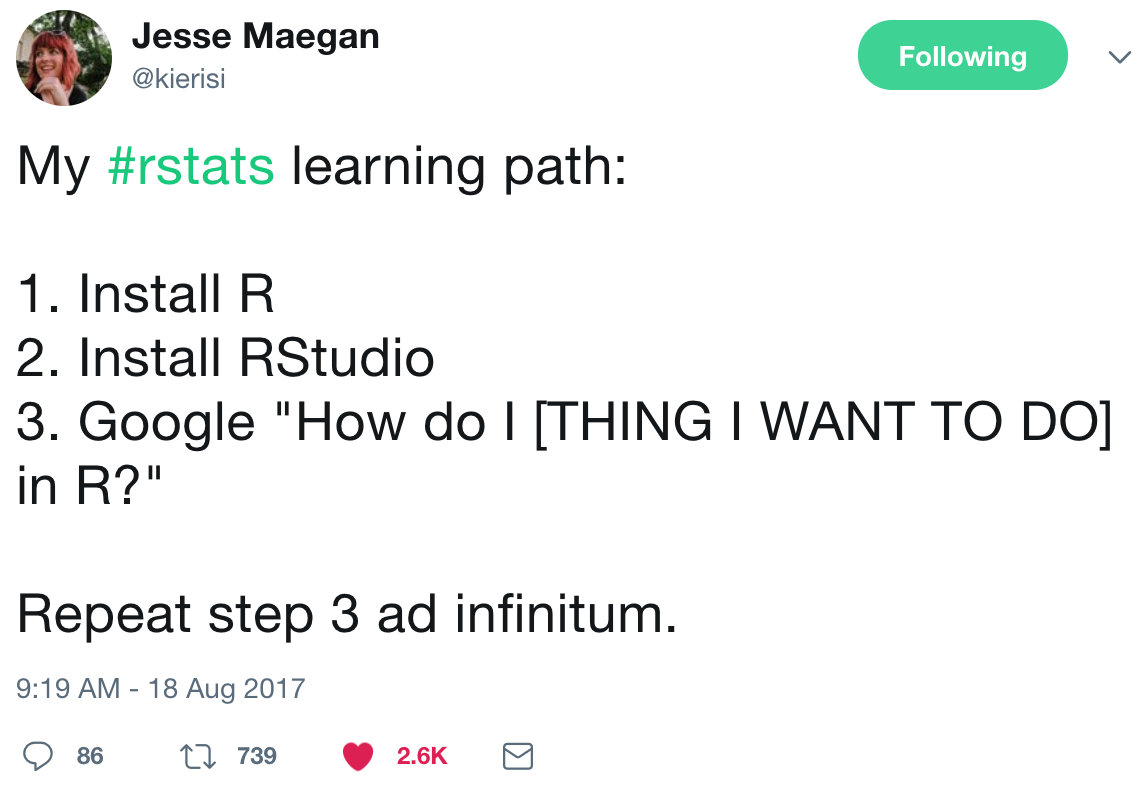 Jesse Maegan
@kierisi
Following
My #rstats learning path:
1. Install R
2. Install RStudio
3. Google "How do I [THING I WANT TO DO]
in R?"
Repeat step 3 ad infinitum.
9:19 AM - 18 Aug 2017
86 739 2.6K